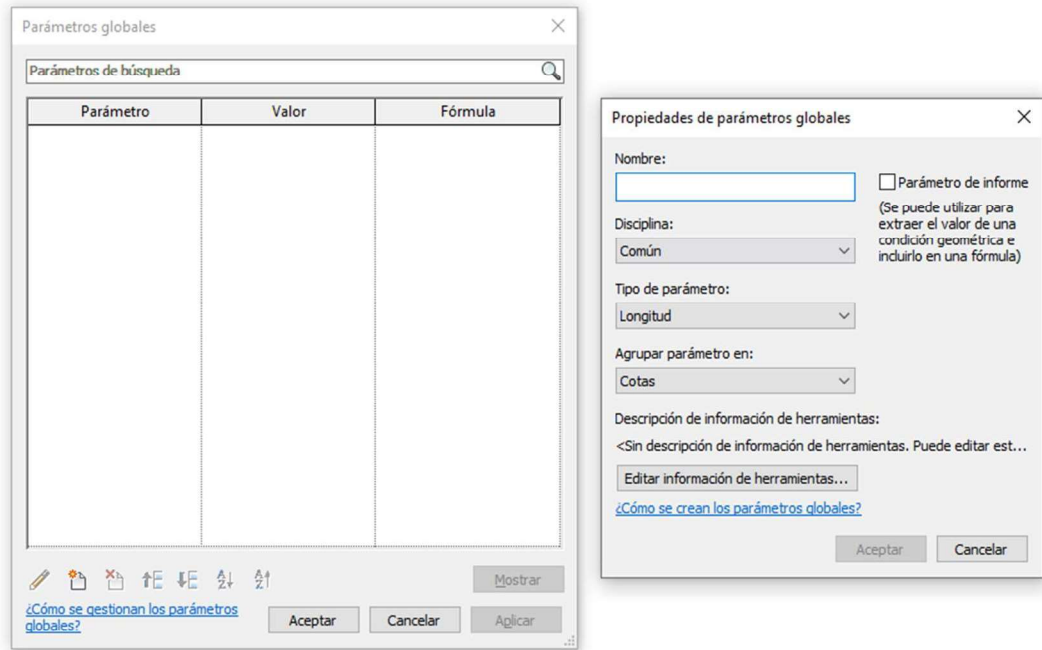 Parámetros globales
Parámetros de búsqueda
Parámetro Valor Fórmula
Mostrar
¿Cómo se gestionan los parámetros
globales?
Aceptar Cancelar Aplicar
Propiedades de parámetros globales
Nombre:
Parámetro de informe
(Se puede utilizar para
extraer el valor de una
condición geométrica e
incluirlo en una fórmula)
Disciplina:
Común
Tipo de parámetro:
Longitud
Agrupar parámetro en:
Cotas
Descripción de información de herramientas:
<Sin descripción de información de herramientas. Puede editar est...
Editar información de herramientas...
¿Cómo se crean los parámetros globales?
Aceptar Cancelar